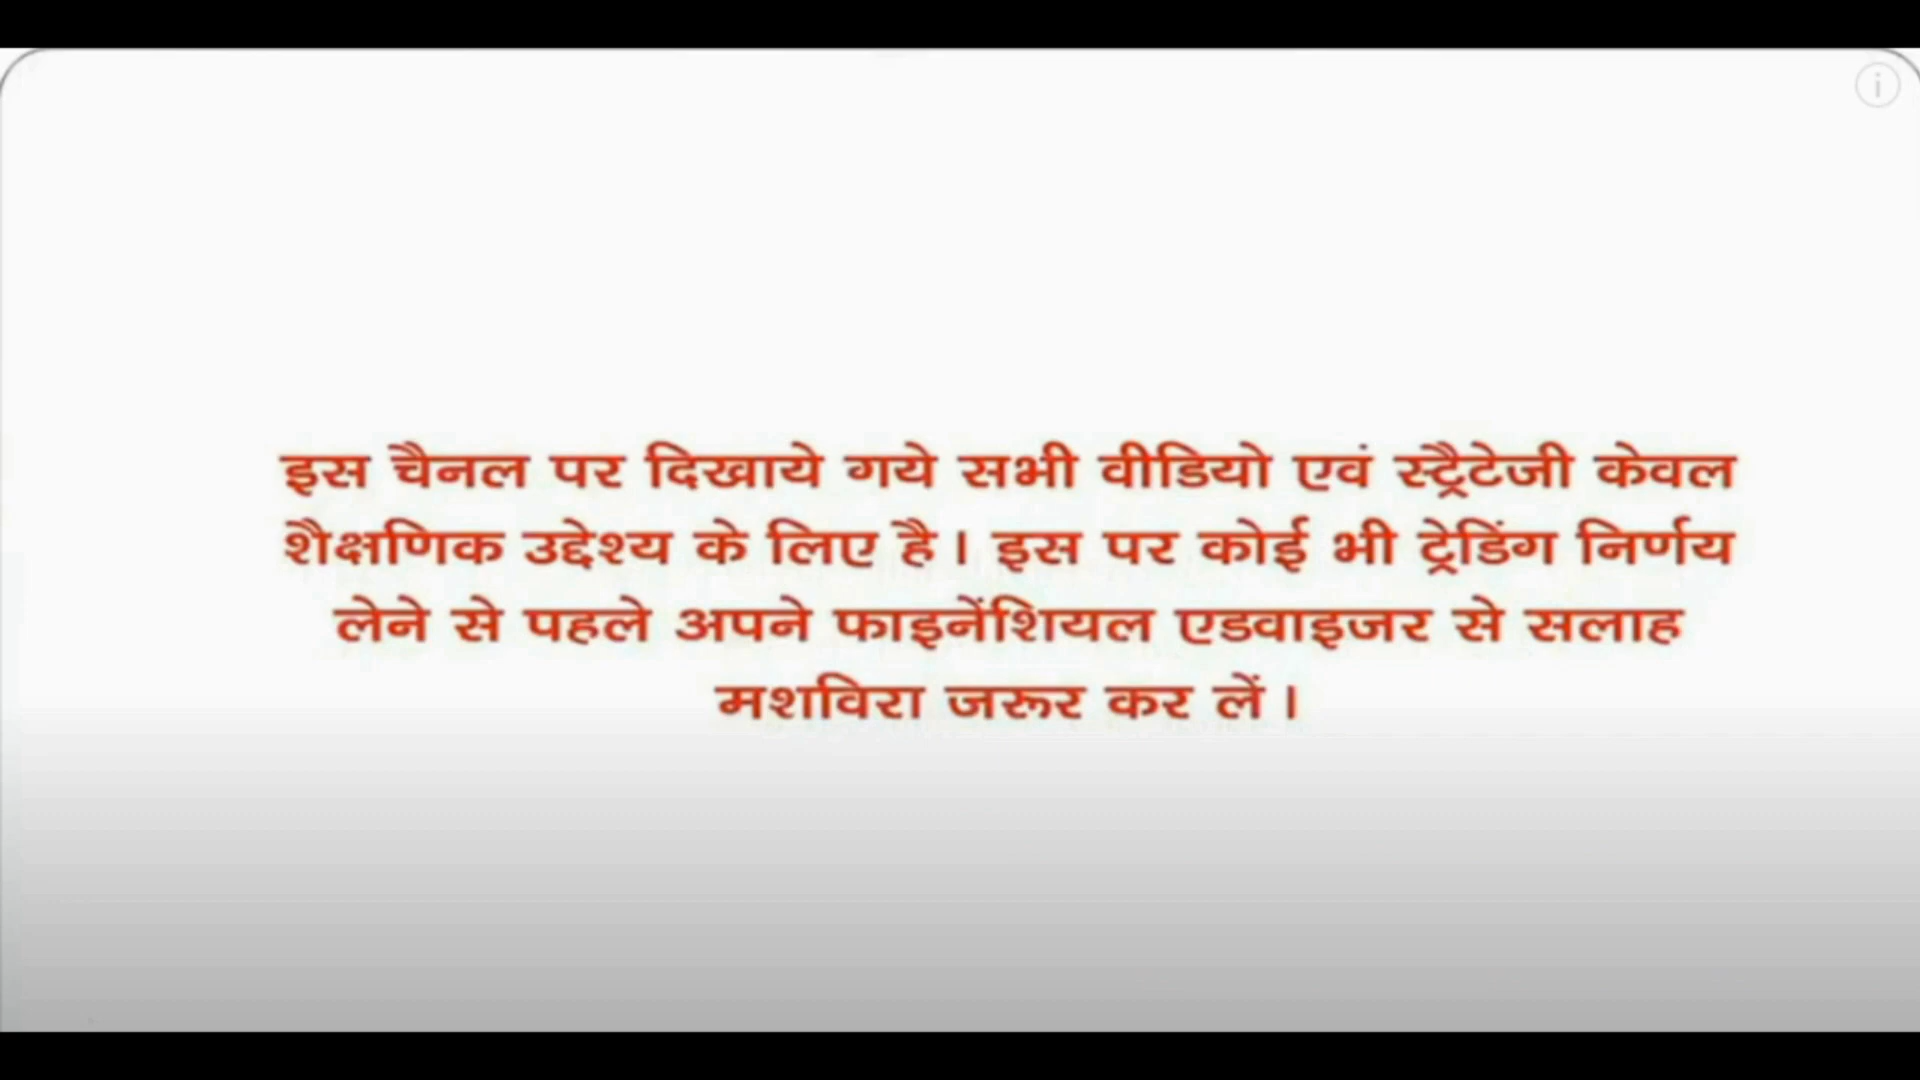 इस चैनल पर दिखाये गये सभी वीडियो एवं स्ट्रैटेजी केवल
शैक्षणिक उद्देश्य के लिए है। इस पर कोई भी ट्रेडिंग निर्णय
लेने से पहले अपने फाइनेंशियल एडवाइजर से सलाह
मशविरा जरूर कर लें।